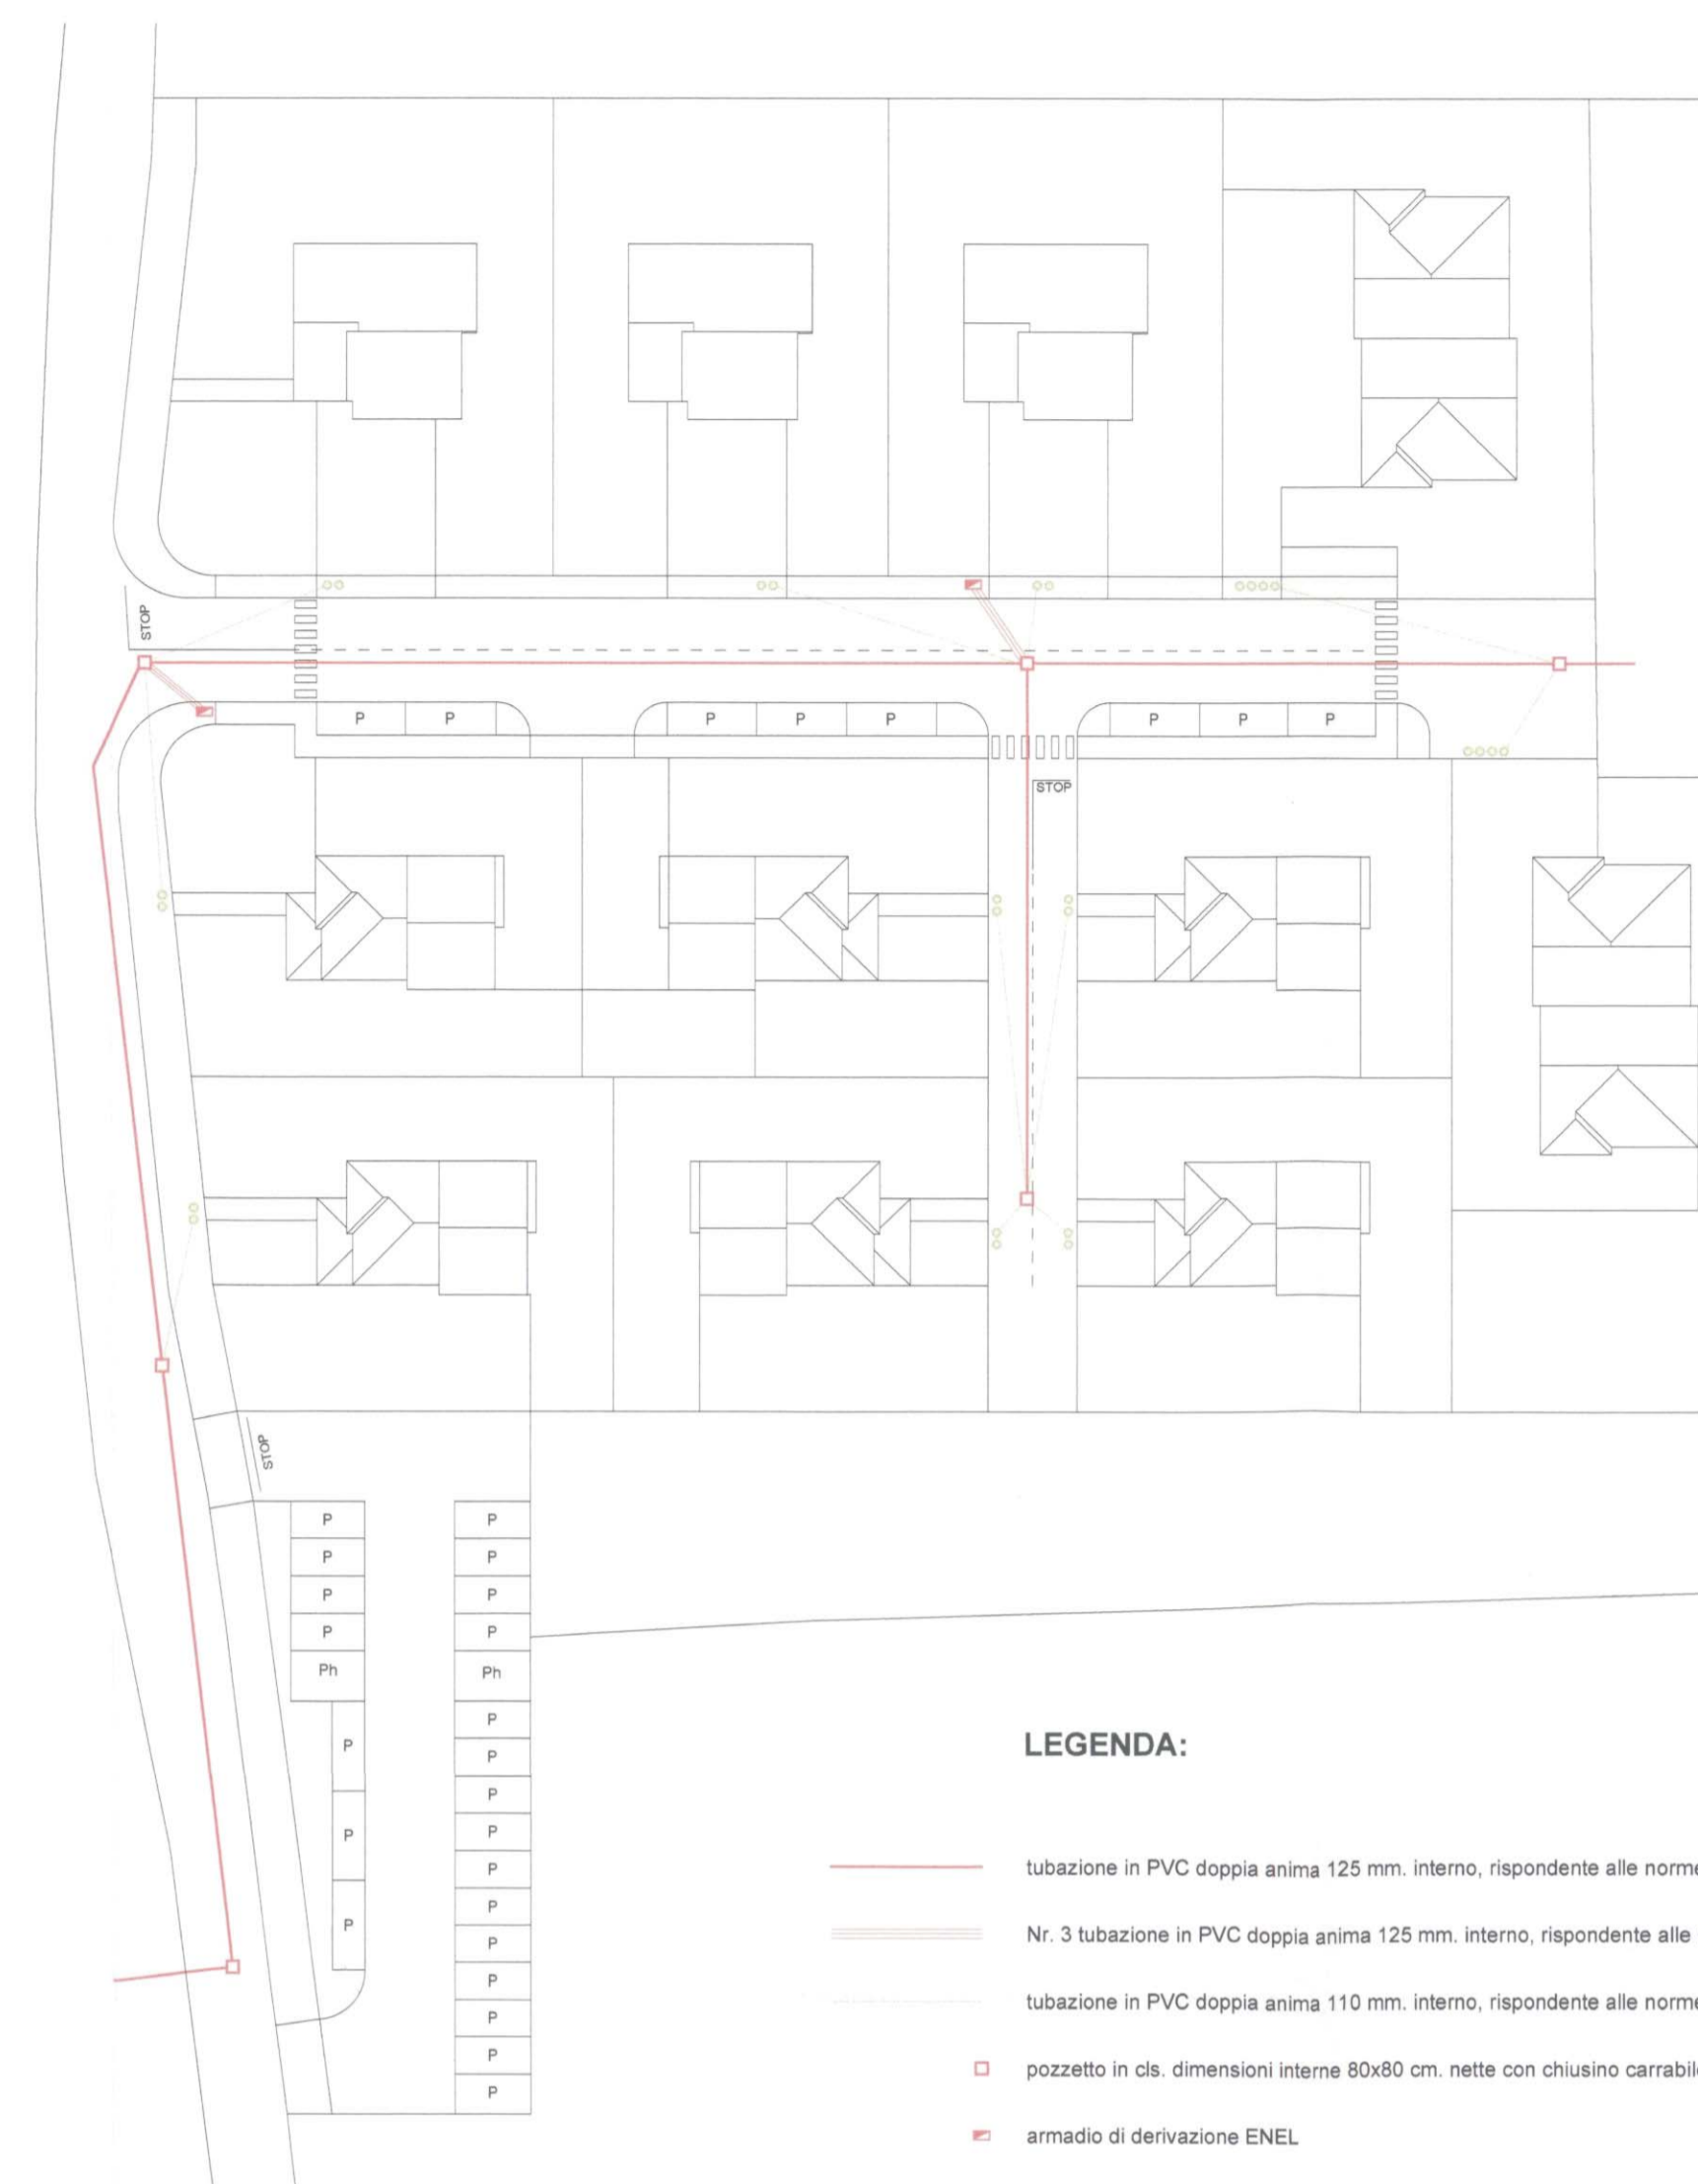 STOP
P P P P P P P P
STOP
STOP
P P
P P
P P
P P
Ph Ph
P
P
P
P
P
P
P
P
P
P
P
P
P
P
LEGENDA:
tubazione in PVC doppia anima 125 mm. interno, rispondente alle norme
Nr. 3 tubazione in PVC doppia anima 125 mm. interno, rispondente alle
tubazione in PVC doppia anima 110 mm. interno, rispondente alle norme
pozzetto in cls. dimensioni interne 80x80 cm. nette con chiusino carrabile
armadio di derivazione ENEL